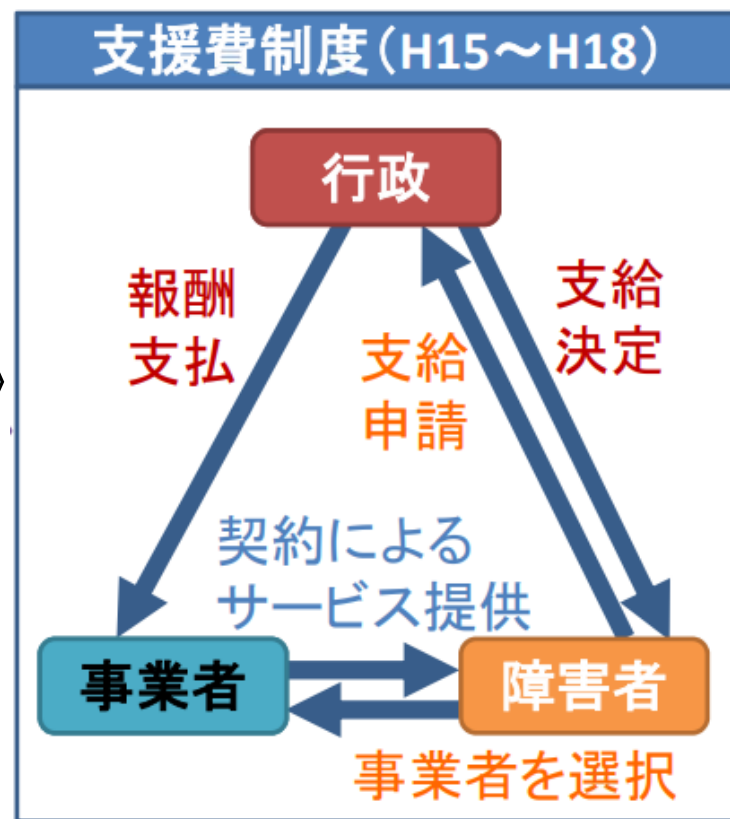 支援費制度(H15～H18)
行政
報酬
支払
支給
申請
支給
決定
契約による
サービス提供
事業者
障害者
事業者を選択